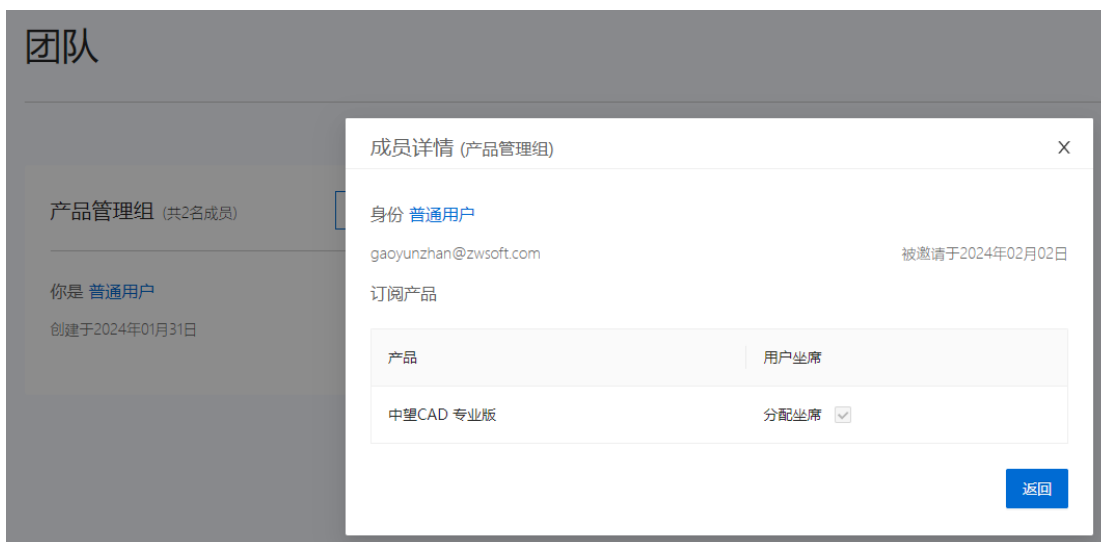 团队
产品管理组 (共2名成员)
你是 普通用户
创建于2024年01月31日
成员详情 (产品管理组)
X
身份 普通用户
gaoyunzhan@zwsoft.com 被邀请于2024年02月02日
订阅产品
产品 用户坐席
中望CAD 专业版 分配坐席
返回